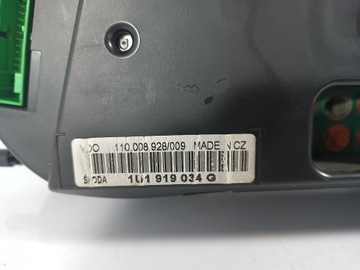 VDO 110.008.928/009 MADE IN CZ
ŠKODA 1U1 919 034 G